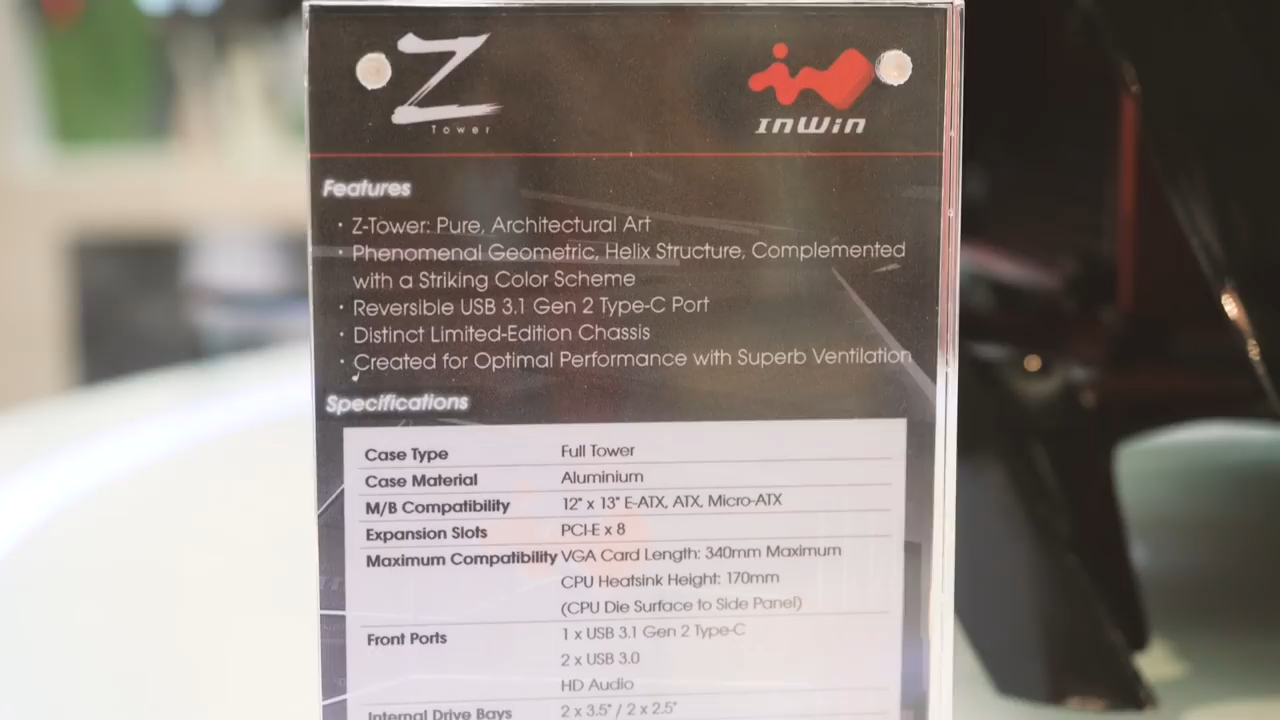 Z
Tower
InWin
Features
· Z-Tower: Pure, Architectural Art
· Phenomenal Geometric, Helix Structure, Complemented
with a Striking Color Scheme
· Reversible USB 3.1 Gen 2 Type-C Port
· Distinct Limited-Edition Chassis
· Created for Optimal Performance with Superb Ventilation
Specifications
Case Type Full Tower
Case Material Aluminium
M/B Compatibility 12" x 13" E-ATX, ATX, Micro-ATX
Expansion Slots PCI-E x 8
Maximum Compatibility VGA Card Length: 340mm Maximum
CPU Heatsink Height: 170mm
(CPU Die Surface to Side Panel)
Front Ports 1 x USB 3.1 Gen 2 Type-C
2 x USB 3.0
HD Audio
Internal Drive Bays 2 x 3.5" / 2 x 2.5"